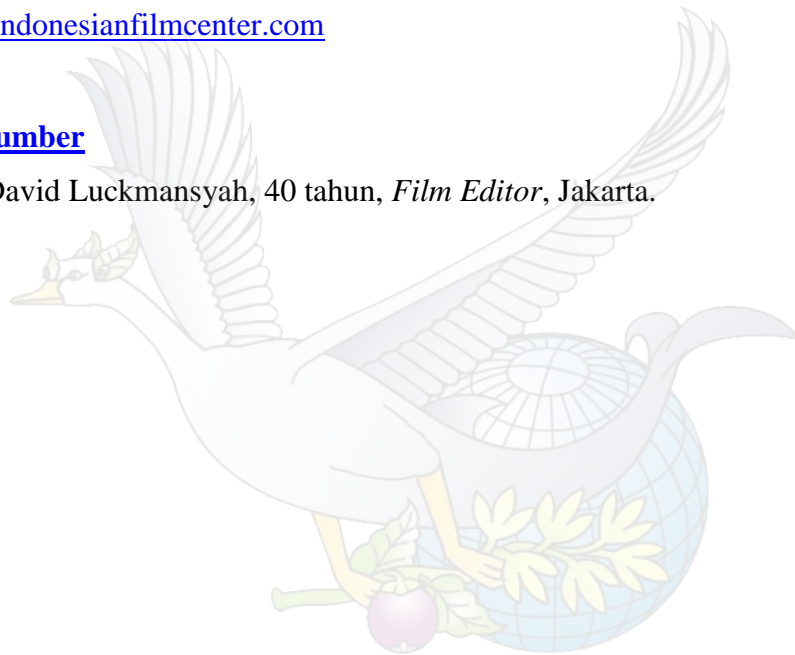 ndonesianfilmcenter.com
umber
David Luckmansyah, 40 tahun, Film Editor, Jakarta.